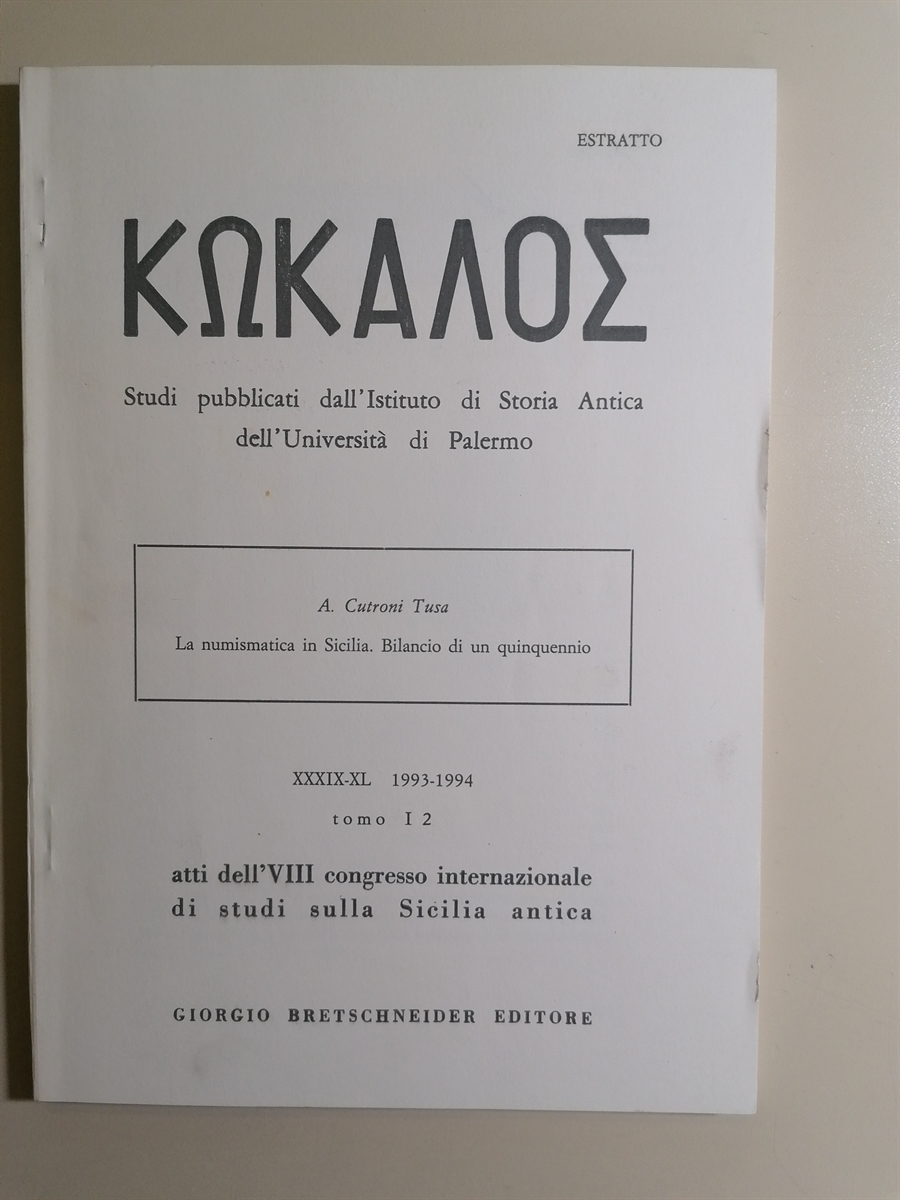 ESTRATTO
ΚΩΚΑΛΟΣ
Studi pubblicati dall'Istituto di Storia Antica
dell'Università di Palermo
A. Cutroni Tusa
La numismatica in Sicilia. Bilancio di un quinquennio
XXXIX-XL 1993-1994
tomo I 2
atti dell'VIII congresso internazionale
di studi sulla Sicilia antica
GIORGIO BRETSCHNEIDER EDITORE